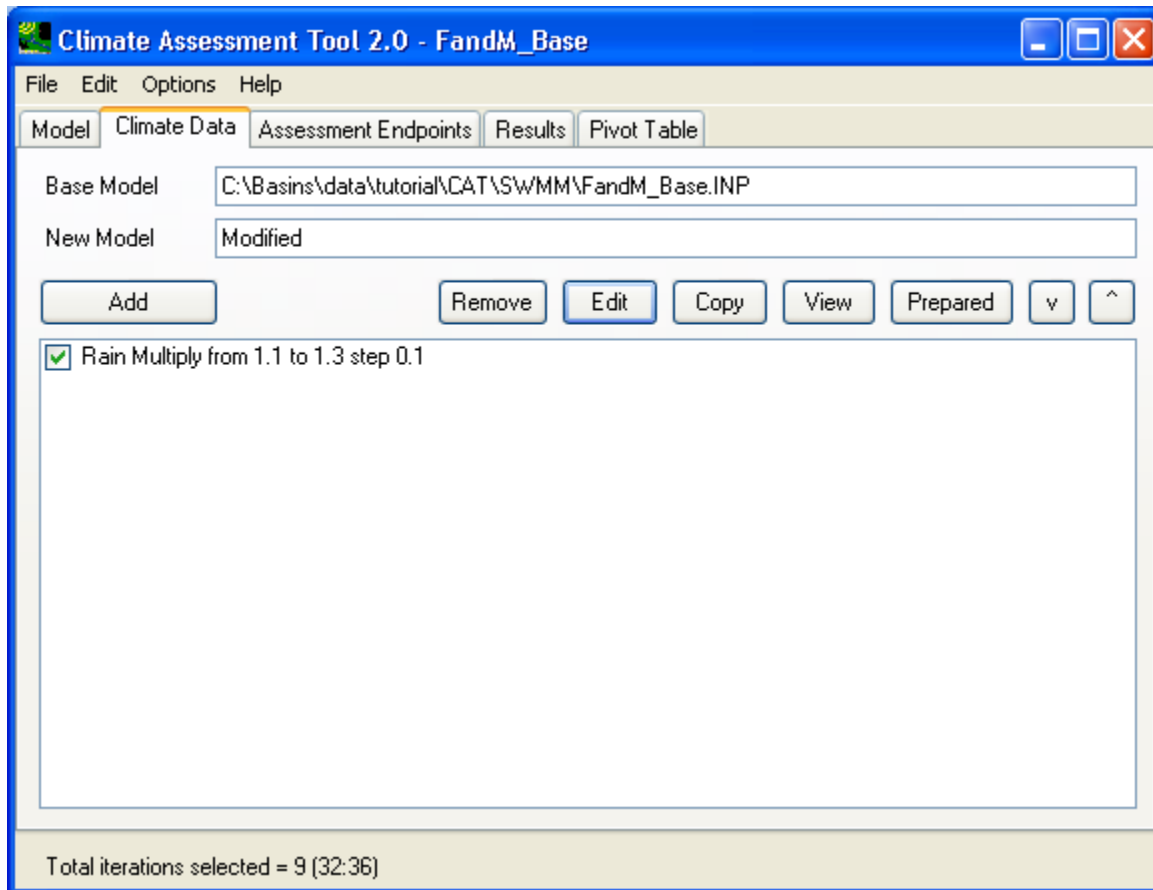 Climate Assessment Tool 2.0 - FandM_Base
File Edit Options Help
Model Climate Data Assessment Endpoints Results Pivot Table
Base Model C:\Basins\data\tutorial\CAT\SWMM\FandM_Base.INP
New Model Modified
Add Remove Edit Copy View Prepared v ^
Rain Multiply from 1.1 to 1.3 step 0.1
Total iterations selected = 9 (32:36)